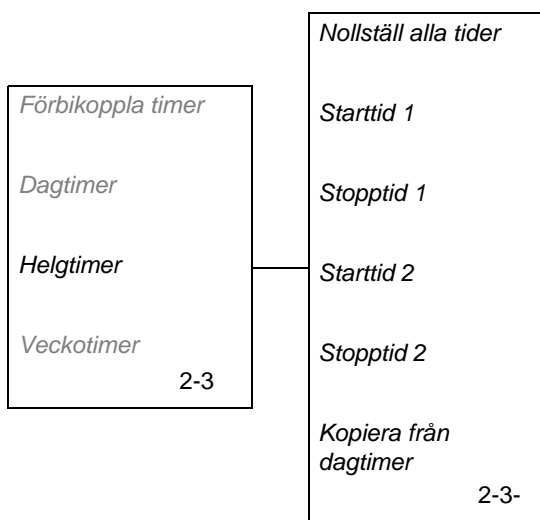 Förbikoppla timer
Dagtimer
Helgtimer
Veckotimer
2-3
Nollställ alla tider
Starttid 1
Stopptid 1
Starttid 2
Stopptid 2
Kopiera från
dagtimer
2-3-